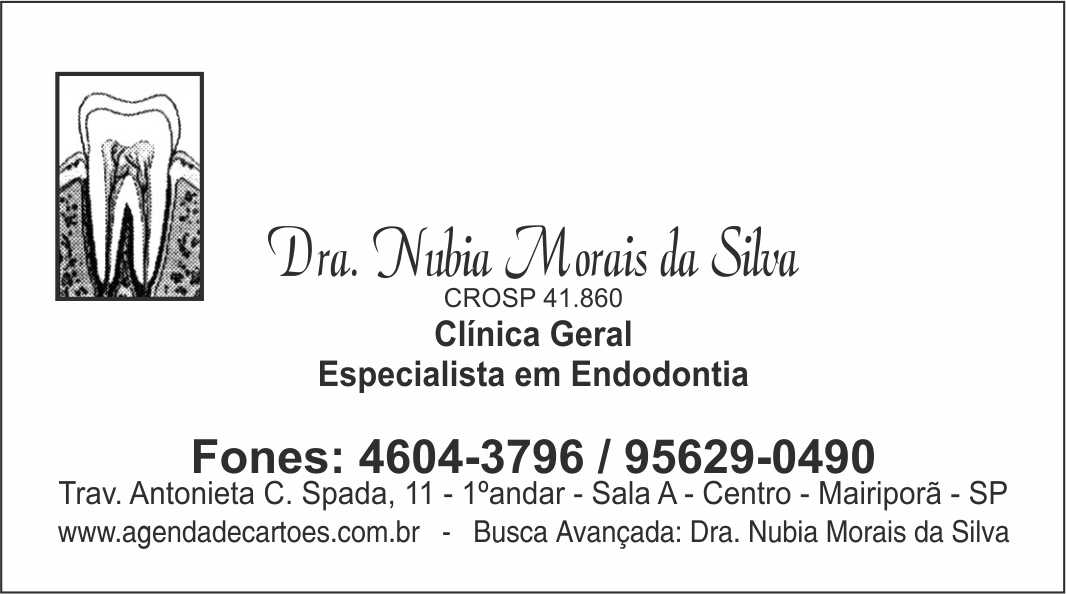 Dra. Nubia Morais da Silva
CROSP 41.860
Clínica Geral
Especialista em Endodontia
Fones: 4604-3796 / 95629-0490
Trav. Antonieta C. Spada, 11 - 1ºandar - Sala A - Centro - Mairiporã - SP
www.agendadecartoes.com.br - Busca Avançada: Dra. Nubia Morais da Silva